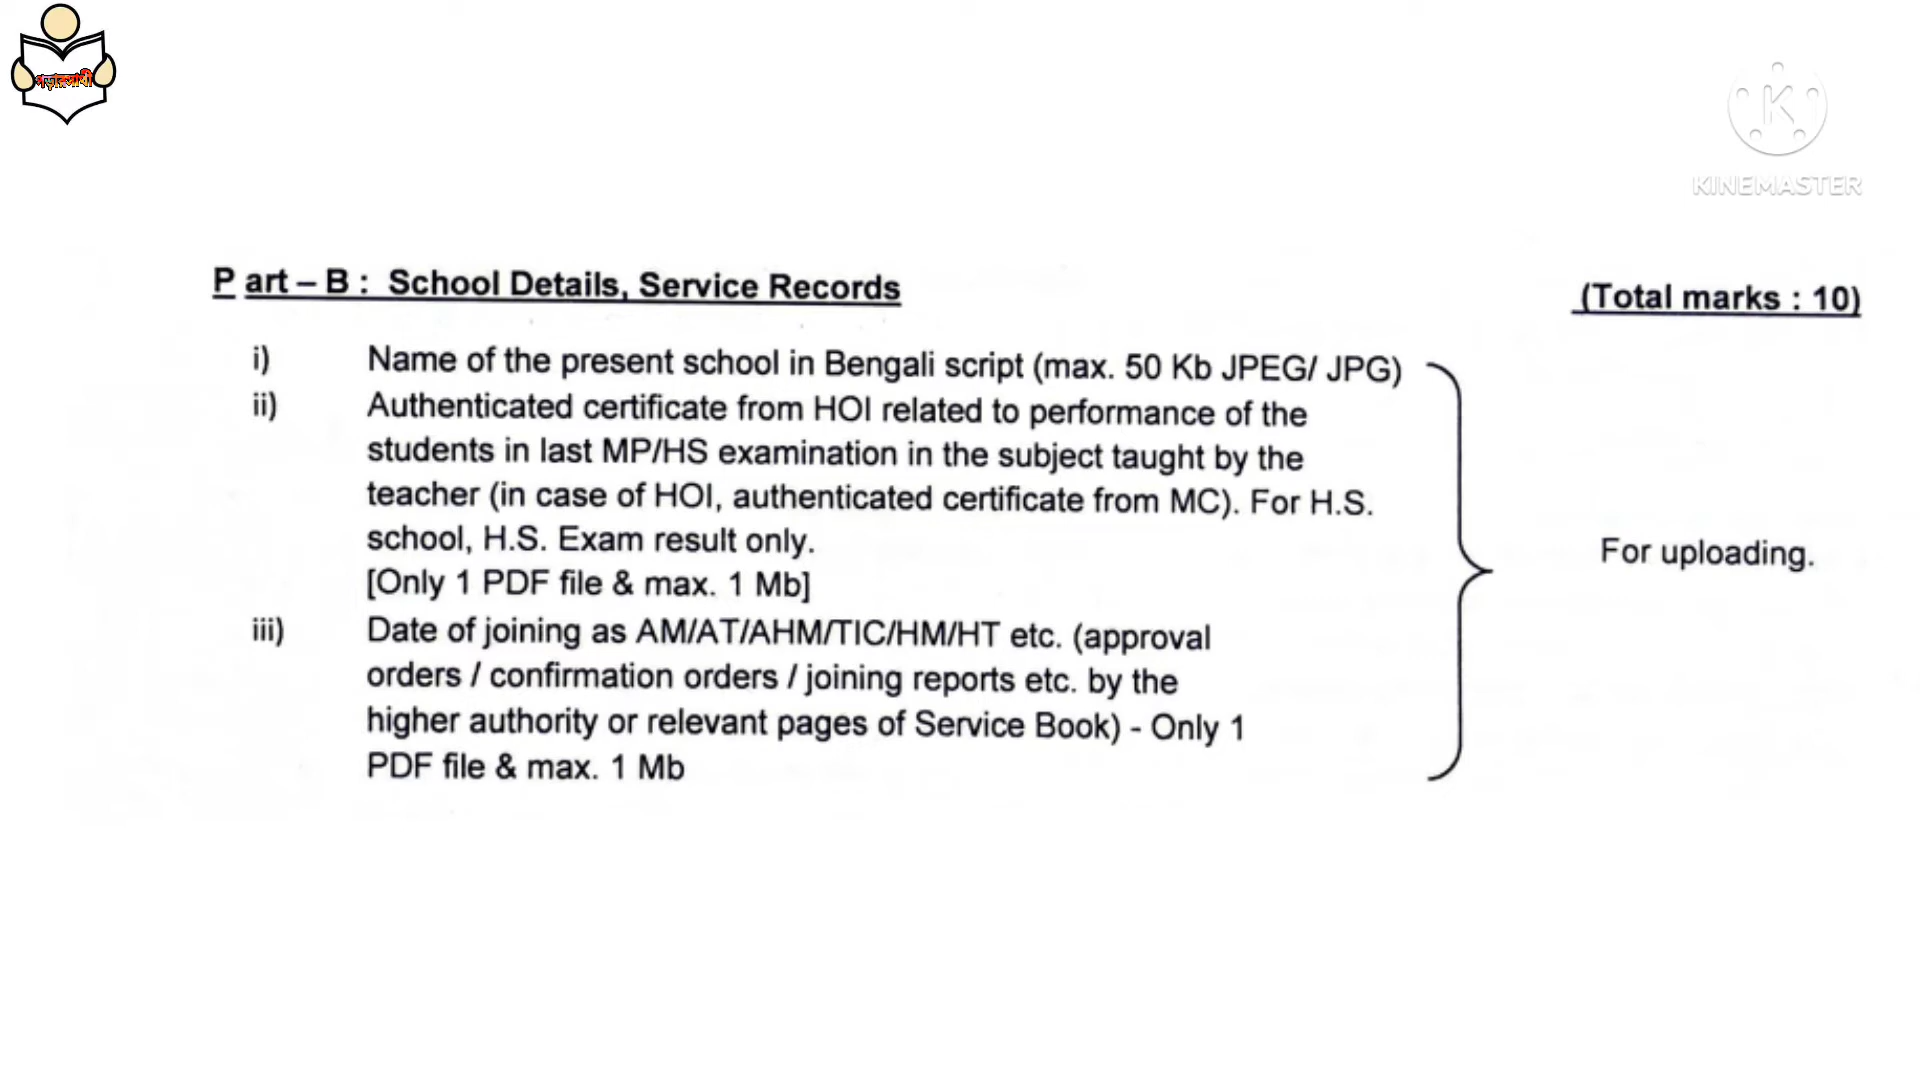 পড়ার সাথী
KINEMASTER
P art – B : School Details, Service Records
(Total marks : 10)
i) Name of the present school in Bengali script (max. 50 Kb JPEG/ JPG)
ii) Authenticated certificate from HOI related to performance of the
students in last MP/HS examination in the subject taught by the
teacher (in case of HOI, authenticated certificate from MC). For H.S.
school, H.S. Exam result only.
[Only 1 PDF file & max. 1 Mb]
For uploading.
iii) Date of joining as AM/AT/AHM/TIC/HM/HT etc. (approval
orders / confirmation orders / joining reports etc. by the
higher authority or relevant pages of Service Book) - Only 1
PDF file & max. 1 Mb